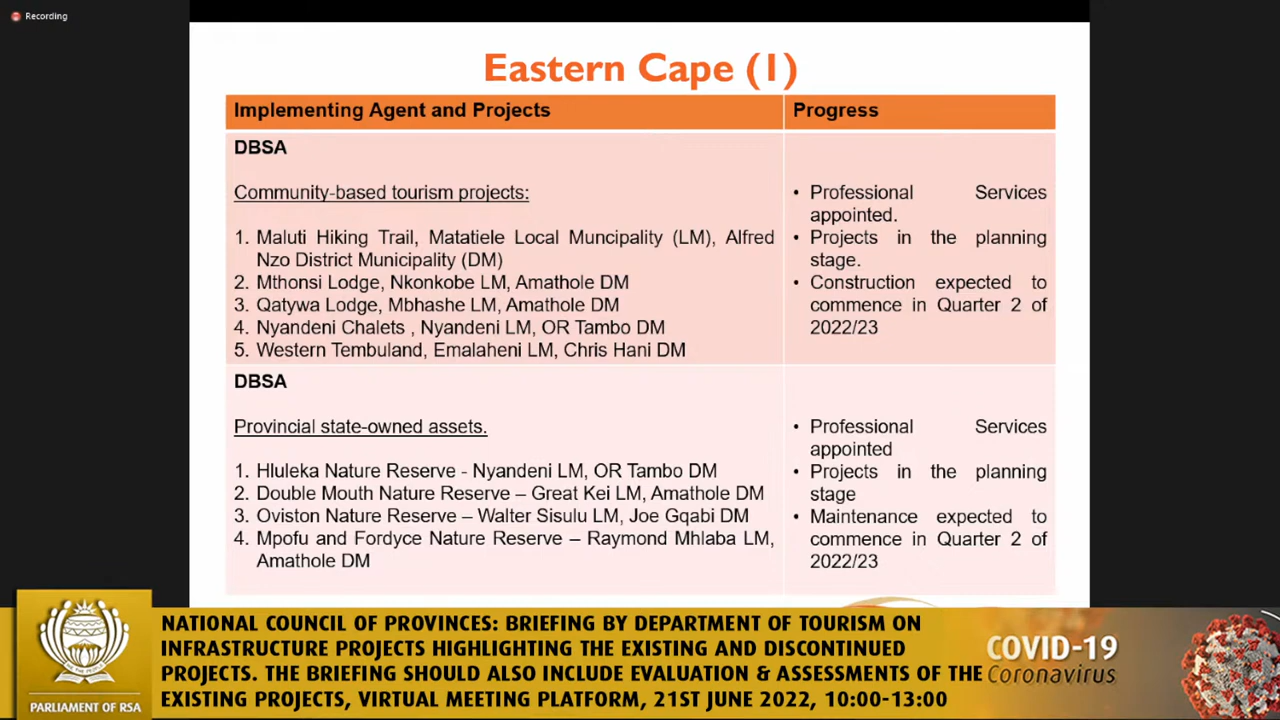 Recording
Eastern Cape (1)
Implementing Agent and Projects
Progress
DBSA
Community-based tourism projects:
1. Maluti Hiking Trail, Matatiele Local Muncipality (LM), Alfred
Nzo District Municipality (DM)
2. Mthonsi Lodge, Nkonkobe LM, Amathole DM
3. Qatywa Lodge, Mbhashe LM, Amathole DM
4. Nyandeni Chalets , Nyandeni LM, OR Tambo DM
5. Western Tembuland, Emalaheni LM, Chris Hani DM
• Professional Services
appointed.
• Projects in the planning
stage.
• Construction expected to
commence in Quarter 2 of
2022/23
DBSA
Provincial state-owned assets.
1. Hluleka Nature Reserve - Nyandeni LM, OR Tambo DM
2. Double Mouth Nature Reserve – Great Kei LM, Amathole DM
3. Oviston Nature Reserve – Walter Sisulu LM, Joe Gqabi DM
4. Mpofu and Fordyce Nature Reserve – Raymond Mhlaba LM,
Amathole DM
• Professional Services
appointed
• Projects in the planning
stage
• Maintenance expected to
commence in Quarter 2 of
2022/23
PARLIAMENT OF RSA
NATIONAL COUNCIL OF PROVINCES: BRIEFING BY DEPARTMENT OF TOURISM ON
INFRASTRUCTURE PROJECTS HIGHLIGHTING THE EXISTING AND DISCONTINUED
PROJECTS. THE BRIEFING SHOULD ALSO INCLUDE EVALUATION & ASSESSMENTS OF THE
EXISTING PROJECTS, VIRTUAL MEETING PLATFORM, 21ST JUNE 2022, 10:00-13:00
COVID-19
Coronavirus